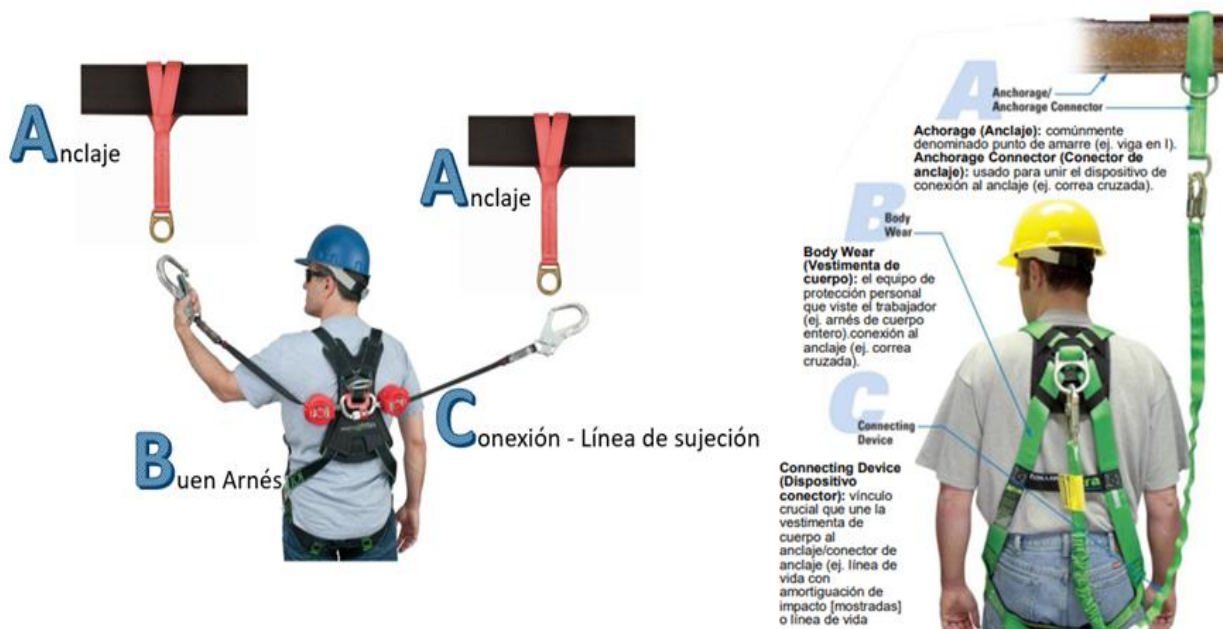 Anclaje
Anclaje
Buen Arnés
Conexión - Línea de sujeción
A
Anchorage/
Anchorage Connector
Achorage (Anclaje): comúnmente
denominado punto de amarre (ej. viga en I).
Anchorage Connector (Conector de
anclaje): usado para unir el dispositivo de
conexión al anclaje (ej. correa cruzada).
B
Body
Wear
Body Wear
(Vestimenta de
cuerpo): el equipo de
protección personal
que viste el trabajador
(ej. arnés de cuerpo
entero).conexión al
anclaje (ej. correa
cruzada).
C
Connecting
Device
Connecting Device
(Dispositivo
conector): vínculo
crucial que une la
vestimenta de
cuerpo al
anclaje/conector de
anclaje (ej. línea de
vida con
amortiguación de
impacto [mostradas]
o línea de vida